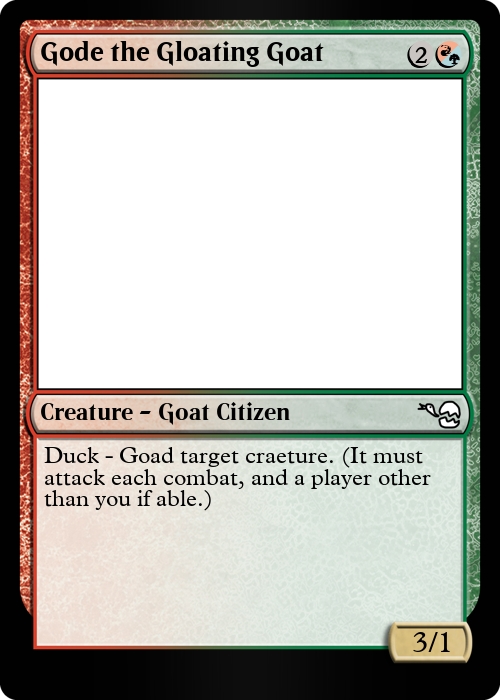 Gode the Gloating Goat 2
Creature – Goat Citizen
Duck - Goad target craeture. (It must
attack each combat, and a player other
than you if able.)
3/1